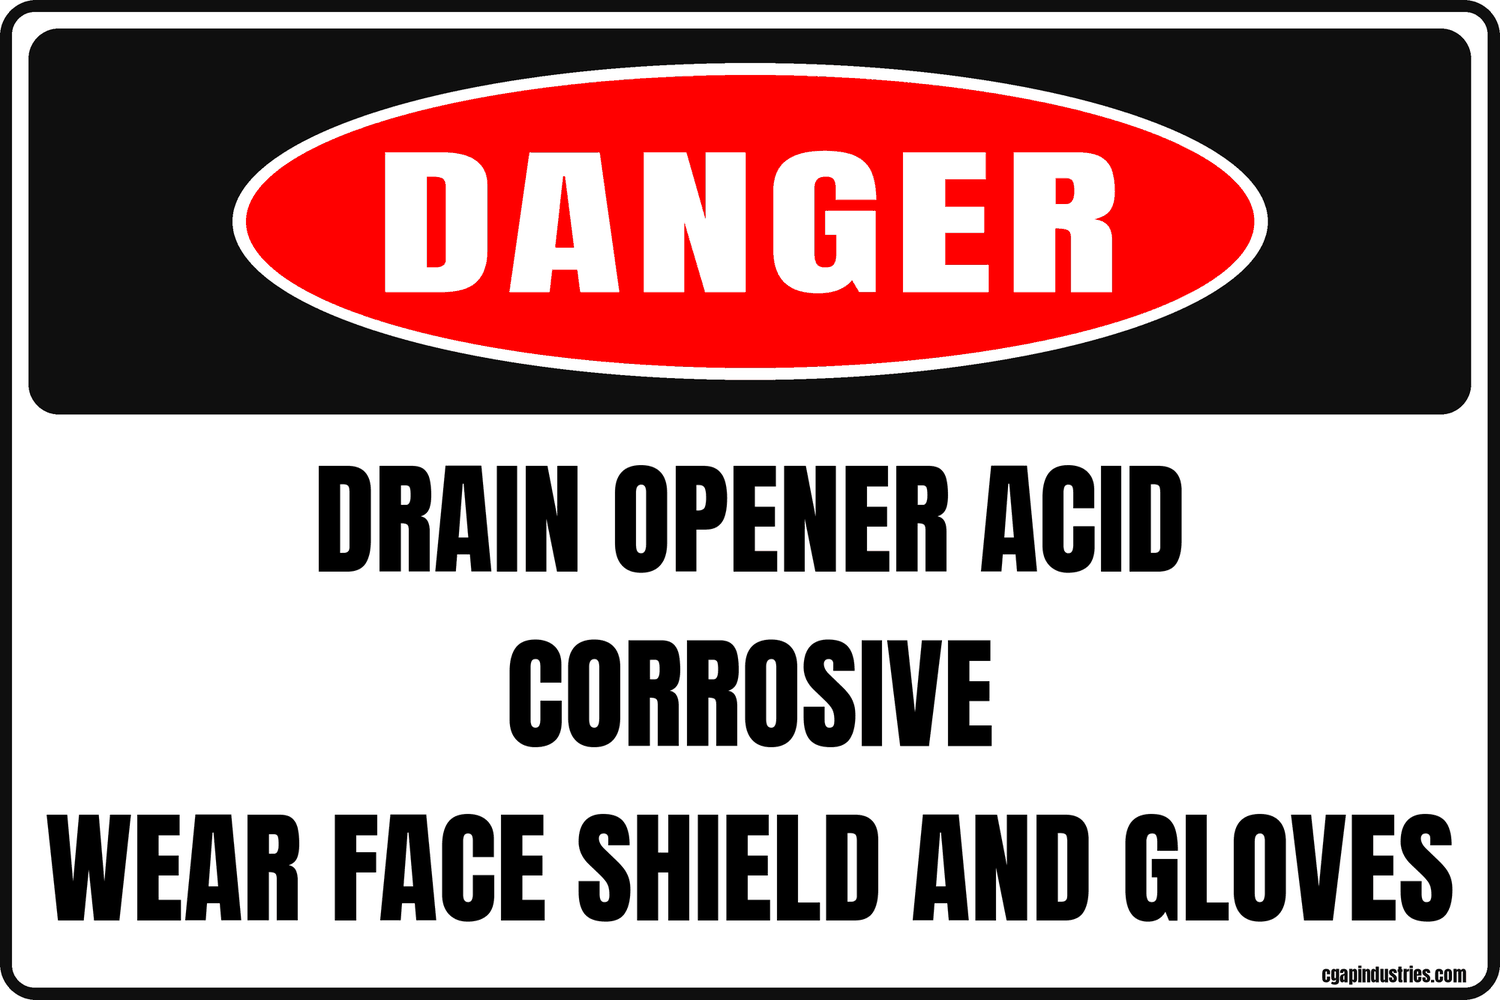 DANGER
DRAIN OPENER ACID
CORROSIVE
WEAR FACE SHIELD AND GLOVES
cgapindustries.com